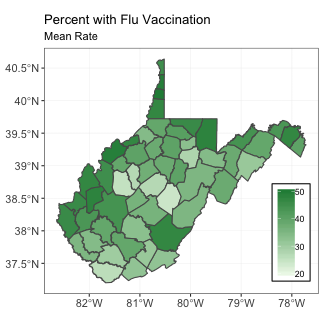 Percent with Flu Vaccination
Mean Rate
40.5°N
40°N
39.5°N
39°N
38.5°N
38°N
37.5°N
50
40
30
20
82°W 81°W 80°W 79°W 78°W